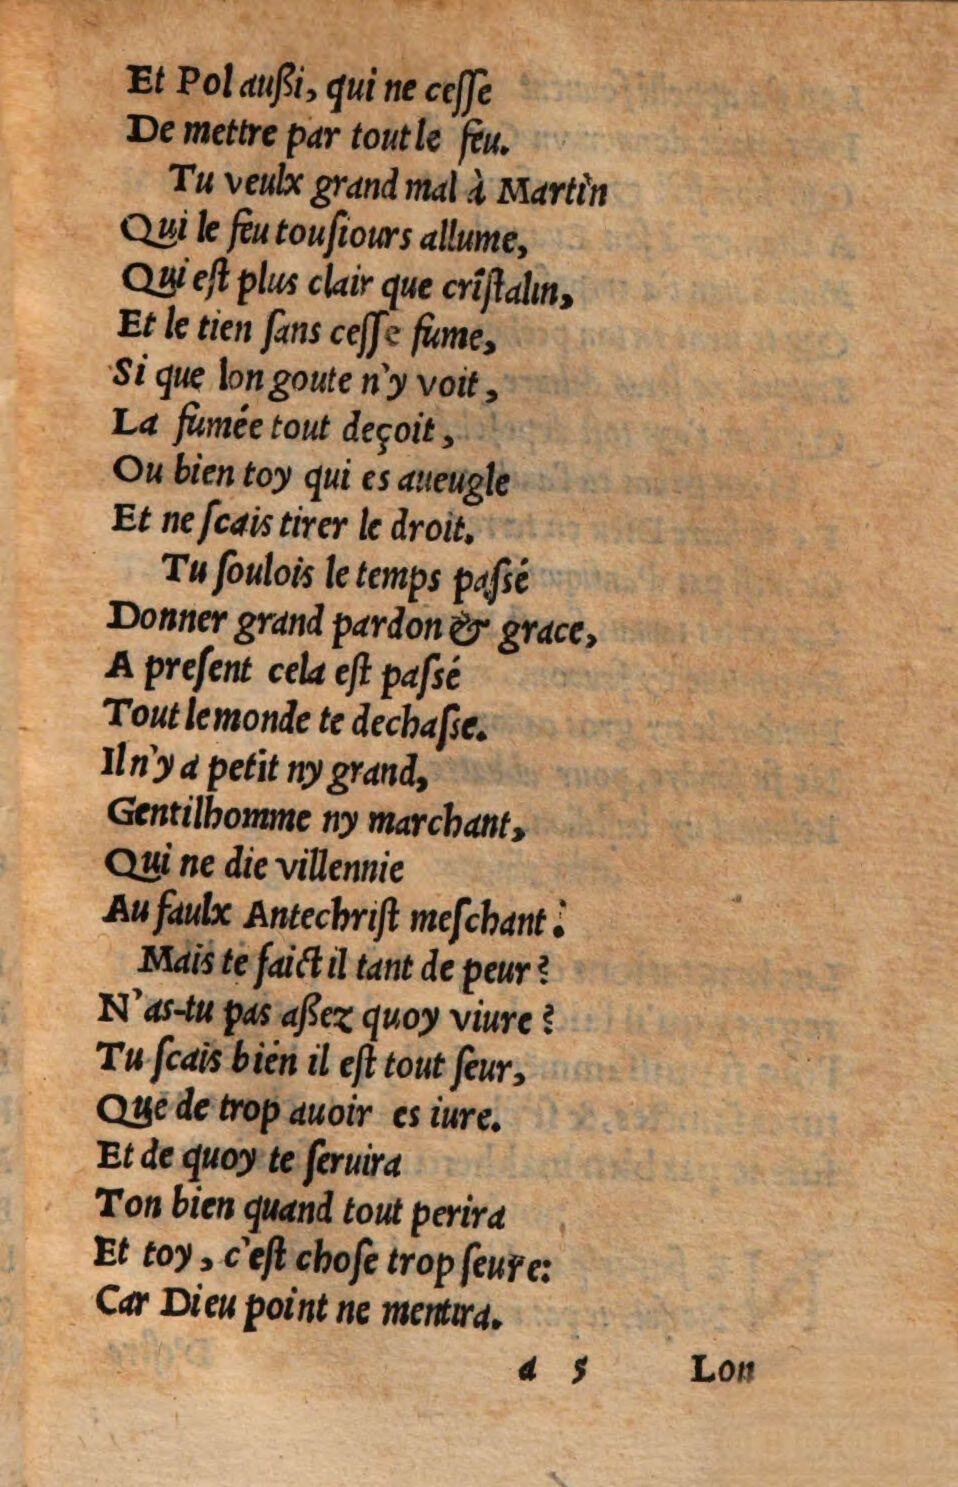 Et Pol außi, qui ne ceſſe
De mettre par tout le feu.
Tu veulx grand mal à Martin
Qui le feu touſiours allume,
Qui eſt plus clair que criſtalin,
Et le tien ſans ceſſe fume,
Si que lon goute n'y voit,
La fumée tout deçoit,
Ou bien toy qui es aueugle
Et ne ſcais tirer le droit.
Tu ſoulois le temps paſſé
Donner grand pardon & grace,
A preſent cela eſt paſſé
Tout le monde te dechaſſe.
Il n'y a petit ny grand,
Gentilhomme ny marchant,
Qui ne die villennie
Au faulx Antechriſt meſchant:
Mais te faict il tant de peur?
N'as-tu pas aßez quoy viure?
Tu ſcais bien il eſt tout ſeur,
Que de trop auoir es iure.
Et de quoy te ſeruira
Ton bien quand tout perira
Et toy, c'eſt choſe trop ſeure:
Car Dieu point ne mentira.
d 5 Lon